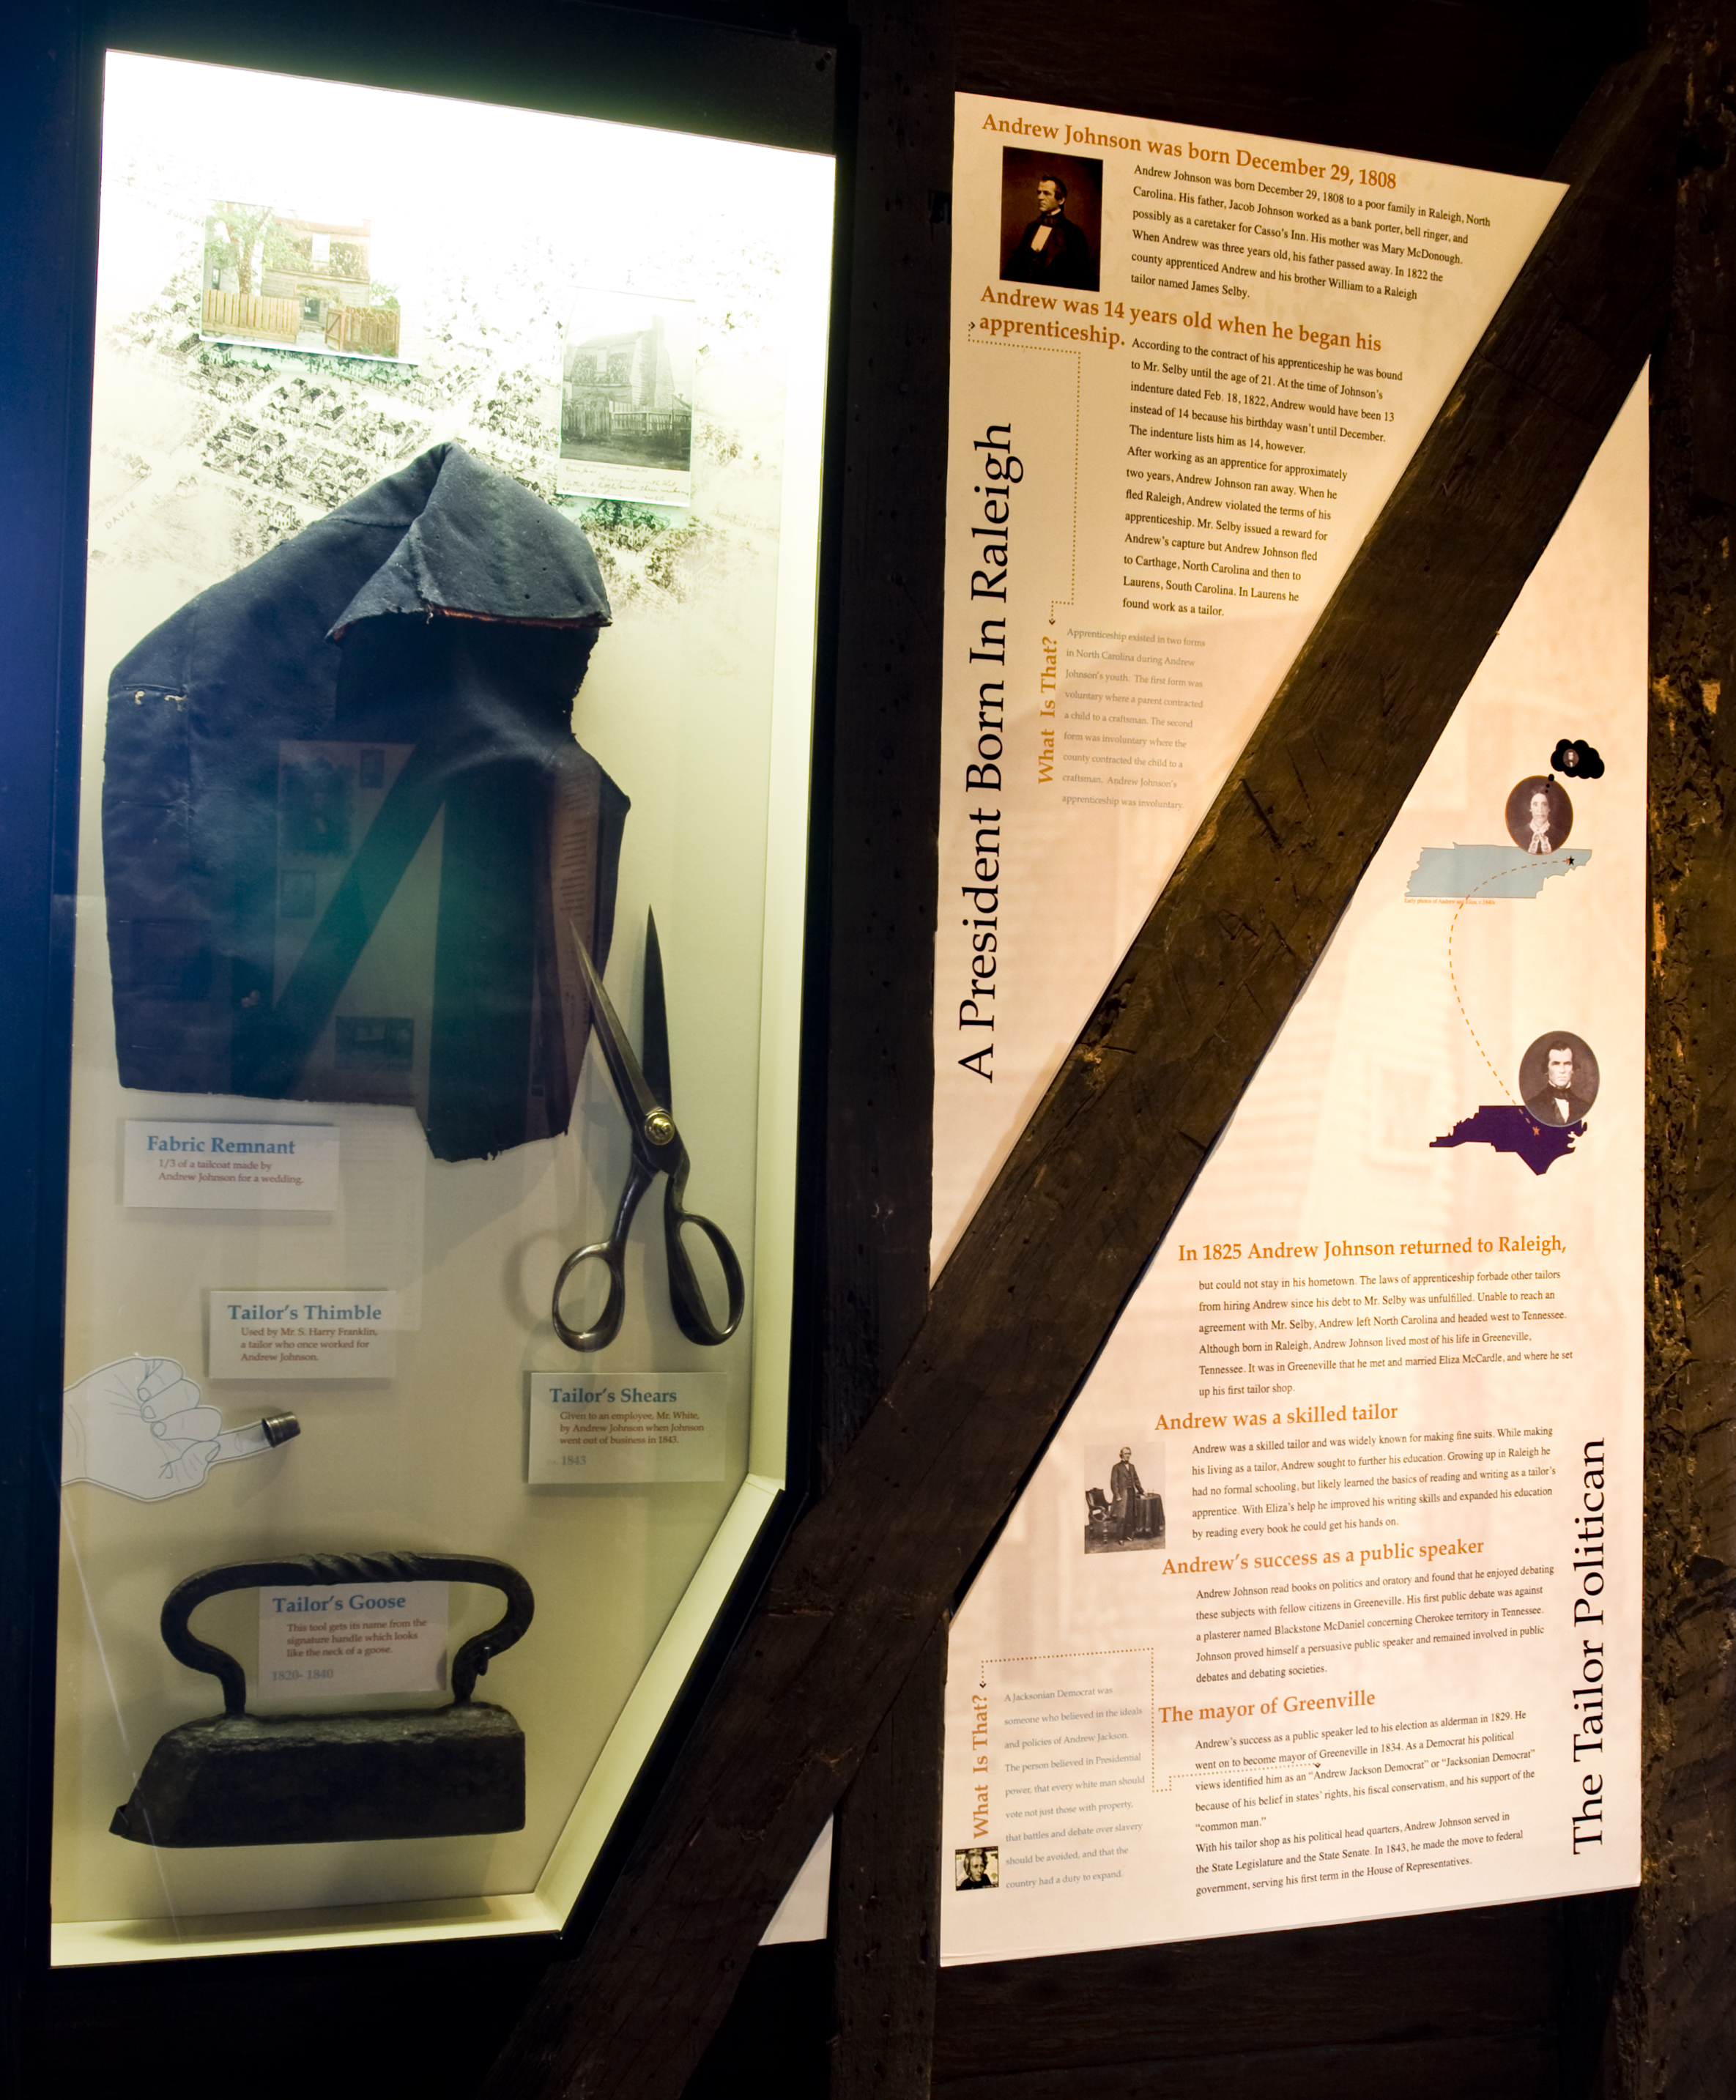 DAVIE
Fabric Remnant
1/3 of a tailcoat made by
Andrew Johnson for a wedding.
Tailor's Thimble
Used by Mr. S. Harry Franklin,
a tailor who once worked for
Andrew Johnson.
Tailor's Shears
Given to an employee, Mr. White,
by Andrew Johnson when Johnson
went out of business in 1843.
1843
Tailor's Goose
This tool gets its name from the
signature handle which looks
like the neck of a goose.
1820- 1840
A President Born In Raleigh
Andrew Johnson was born December 29, 1808
Andrew Johnson was born December 29, 1808 to a poor family in Raleigh, North
Carolina. His father, Jacob Johnson worked as a bank porter, bell ringer, and
possibly as a caretaker for Casso's Inn. His mother was Mary McDonough.
When Andrew was three years old, his father passed away. In 1822 the
county apprenticed Andrew and his brother William to a Raleigh
tailor named James Selby.
Andrew was 14 years old when he began his
apprenticeship.
According to the contract of his apprenticeship he was bound
to Mr. Selby until the age of 21. At the time of Johnson's
indenture dated Feb. 18, 1822, Andrew would have been 13
instead of 14 because his birthday wasn't until December.
The indenture lists him as 14, however.
After working as an apprentice for approximately
two years, Andrew Johnson ran away. When he
fled Raleigh, Andrew violated the terms of his
apprenticeship. Mr. Selby issued a reward for
Andrew's capture but Andrew Johnson fled
to Carthage, North Carolina and then to
Laurens, South Carolina. In Laurens he
found work as a tailor.
What Is That?
Apprenticeship existed in two forms
in North Carolina during Andrew
Johnson's youth. The first form was
voluntary where a parent contracted
a child to a craftsman. The second
form was involuntary where the
county contracted the child to a
craftsman. Andrew Johnson's
apprenticeship was involuntary.
Early photos of Andrew and Eliza, c.1840s
The Tailor Politican
In 1825 Andrew Johnson returned to Raleigh,
but could not stay in his hometown. The laws of apprenticeship forbade other tailors
from hiring Andrew since his debt to Mr. Selby was unfulfilled. Unable to reach an
agreement with Mr. Selby, Andrew left North Carolina and headed west to Tennessee.
Although born in Raleigh, Andrew Johnson lived most of his life in Greeneville,
Tennessee. It was in Greeneville that he met and married Eliza McCardle, and where he set
up his first tailor shop.
Andrew was a skilled tailor
Andrew was a skilled tailor and was widely known for making fine suits. While making
his living as a tailor, Andrew sought to further his education. Growing up in Raleigh he
had no formal schooling, but likely learned the basics of reading and writing as a tailor's
apprentice. With Eliza's help he improved his writing skills and expanded his education
by reading every book he could get his hands on.
Andrew's success as a public speaker
Andrew Johnson read books on politics and oratory and found that he enjoyed debating
these subjects with fellow citizens in Greeneville. His first public debate was against
a plasterer named Blackstone McDaniel concerning Cherokee territory in Tennessee.
Johnson proved himself a persuasive public speaker and remained involved in public
debates and debating societies.
The mayor of Greenville
Andrew's success as a public speaker led to his election as alderman in 1829. He
went on to become mayor of Greeneville in 1834. As a Democrat his political
views identified him as an "Andrew Jackson Democrat" or "Jacksonian Democrat"
because of his belief in states' rights, his fiscal conservatism, and his support of the
"common man."
With his tailor shop as his political head quarters, Andrew Johnson served in
the State Legislature and the State Senate. In 1843, he made the move to federal
government, serving his first term in the House of Representatives.
What Is That?
A Jacksonian Democrat was
someone who believed in the ideals
and policies of Andrew Jackson.
The person believed in Presidential
power, that every white man should
vote not just those with property,
that battles and debate over slavery
should be avoided, and that the
country had a duty to expand.